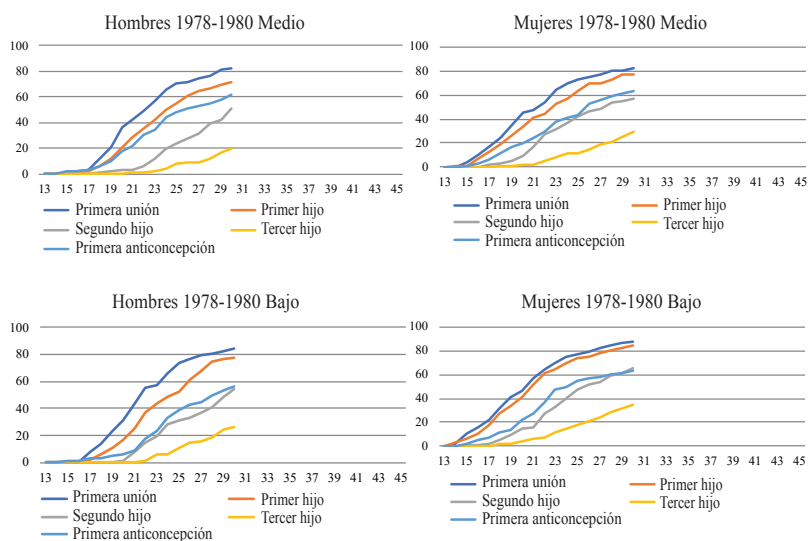 Hombres 1978-1980 Medio
100
80
60
40
20
0
13 15 17 19 21 23 25 27 29 31 33 35 37 39 41 43 45
Primera unión Primer hijo
Segundo hijo Tercer hijo
Primera anticoncepción
Mujeres 1978-1980 Medio
100
80
60
40
20
0
13 15 17 19 21 23 25 27 29 31 33 35 37 39 41 43 45
Primera unión Primer hijo
Segundo hijo Tercer hijo
Primera anticoncepción
Hombres 1978-1980 Bajo
100
80
60
40
20
0
13 15 17 19 21 23 25 27 29 31 33 35 37 39 41 43 45
Primera unión Primer hijo
Segundo hijo Tercer hijo
Primera anticoncepción
Mujeres 1978-1980 Bajo
100
80
60
40
20
0
13 15 17 19 21 23 25 27 29 31 33 35 37 39 41 43 45
Primera unión Primer hijo
Segundo hijo Tercer hijo
Primera anticoncepción